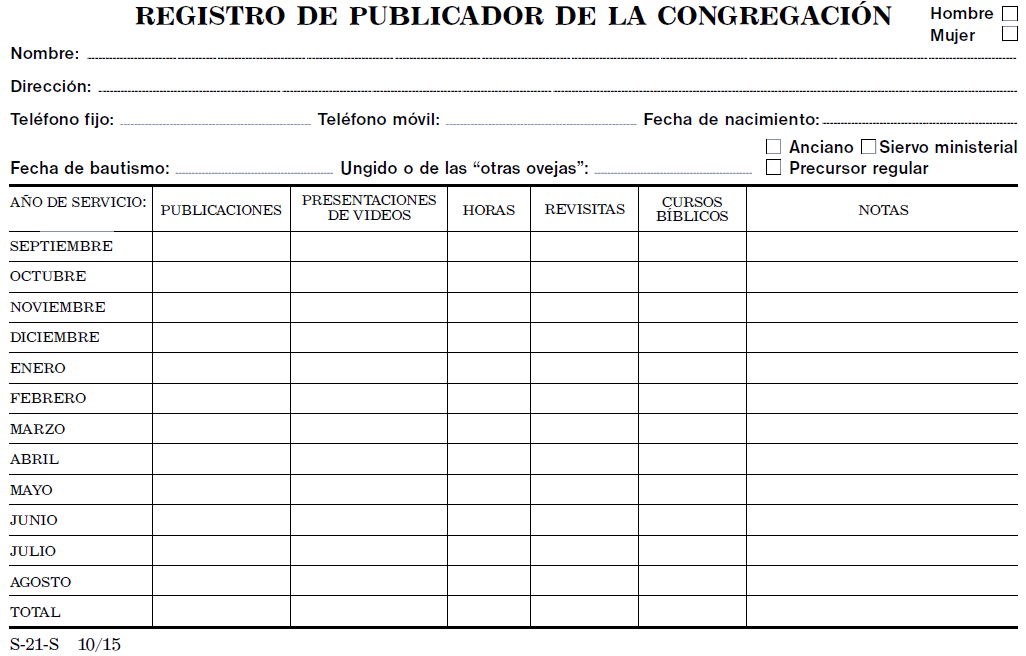 REGISTRO DE PUBLICADOR DE LA CONGREGACIÓN
Hombre
Mujer
Nombre:
Dirección:
Teléfono fijo: Teléfono móvil: Fecha de nacimiento:
Anciano Siervo ministerial
Fecha de bautismo: Ungido o de las “otras ovejas”: Precursor regular
AÑO DE SERVICIO: PUBLICACIONES PRESENTACIONES DE VIDEOS HORAS REVISITAS CURSOS BÍBLICOS NOTAS
SEPTIEMBRE
OCTUBRE
NOVIEMBRE
DICIEMBRE
ENERO
FEBRERO
MARZO
ABRIL
MAYO
JUNIO
JULIO
AGOSTO
TOTAL
S-21-S 10/15